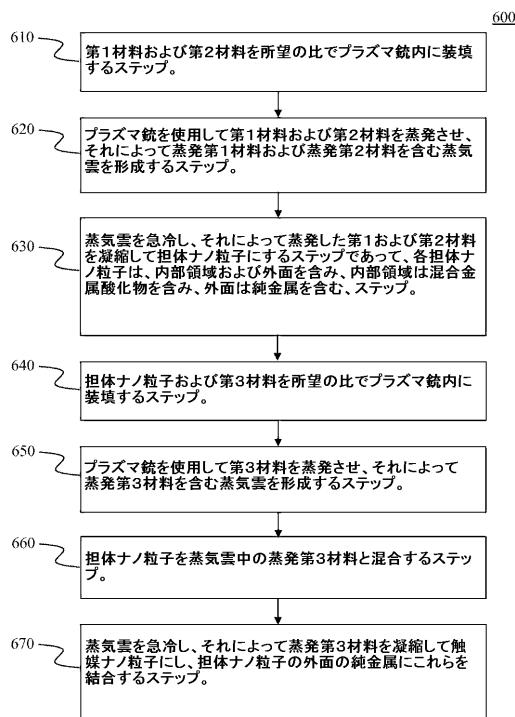 600
610
第１材料および第２材料を所望の比でプラズマ銃内に装填
するステップ。
620
プラズマ銃を使用して第１材料および第２材料を蒸発させ、
それによって蒸発第１材料および蒸発第２材料を含む蒸気
雲を形成するステップ。
630
蒸気雲を急冷し、それによって蒸発した第１および第２材料
を凝縮して担体ナノ粒子にするステップであって、各担体ナ
ノ粒子は、内部領域および外面を含み、内部領域は混合金
属酸化物を含み、外面は純金属を含む、ステップ。
640
担体ナノ粒子および第３材料を所望の比でプラズマ銃内に
装填するステップ。
650
プラズマ銃を使用して第３材料を蒸発させ、それによって
蒸発第３材料を含む蒸気雲を形成するステップ。
660
担体ナノ粒子を蒸気雲中の蒸発第３材料と混合するステッ
プ。
670
蒸気雲を急冷し、それによって蒸発第３材料を凝縮して触
媒ナノ粒子にし、担体ナノ粒子の外面の純金属にこれらを
結合するステップ。